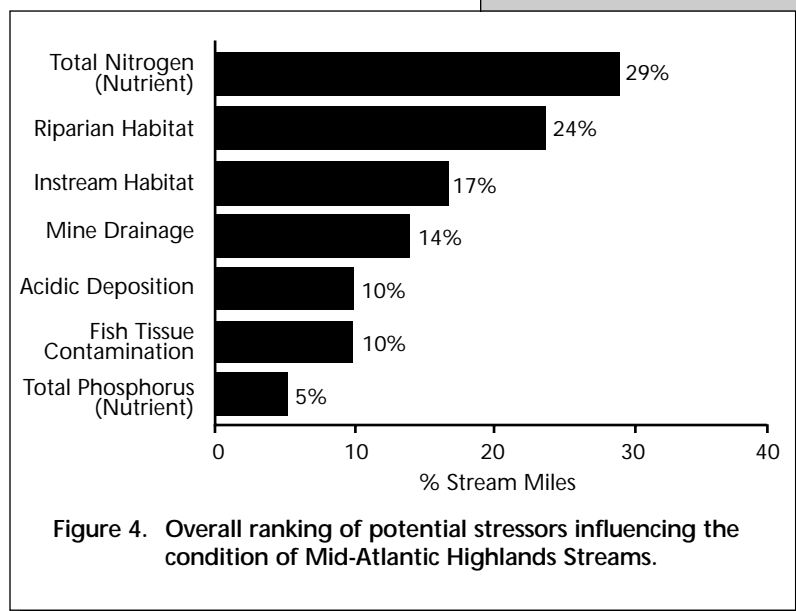 Total Nitrogen
(Nutrient)
29%
Riparian Habitat
24%
Instream Habitat
17%
Mine Drainage
14%
Acidic Deposition
10%
Fish Tissue
Contamination
10%
Total Phosphorus
(Nutrient)
5%
0 10 20 30 40
% Stream Miles
Figure 4. Overall ranking of potential stressors influencing the
condition of Mid-Atlantic Highlands Streams.